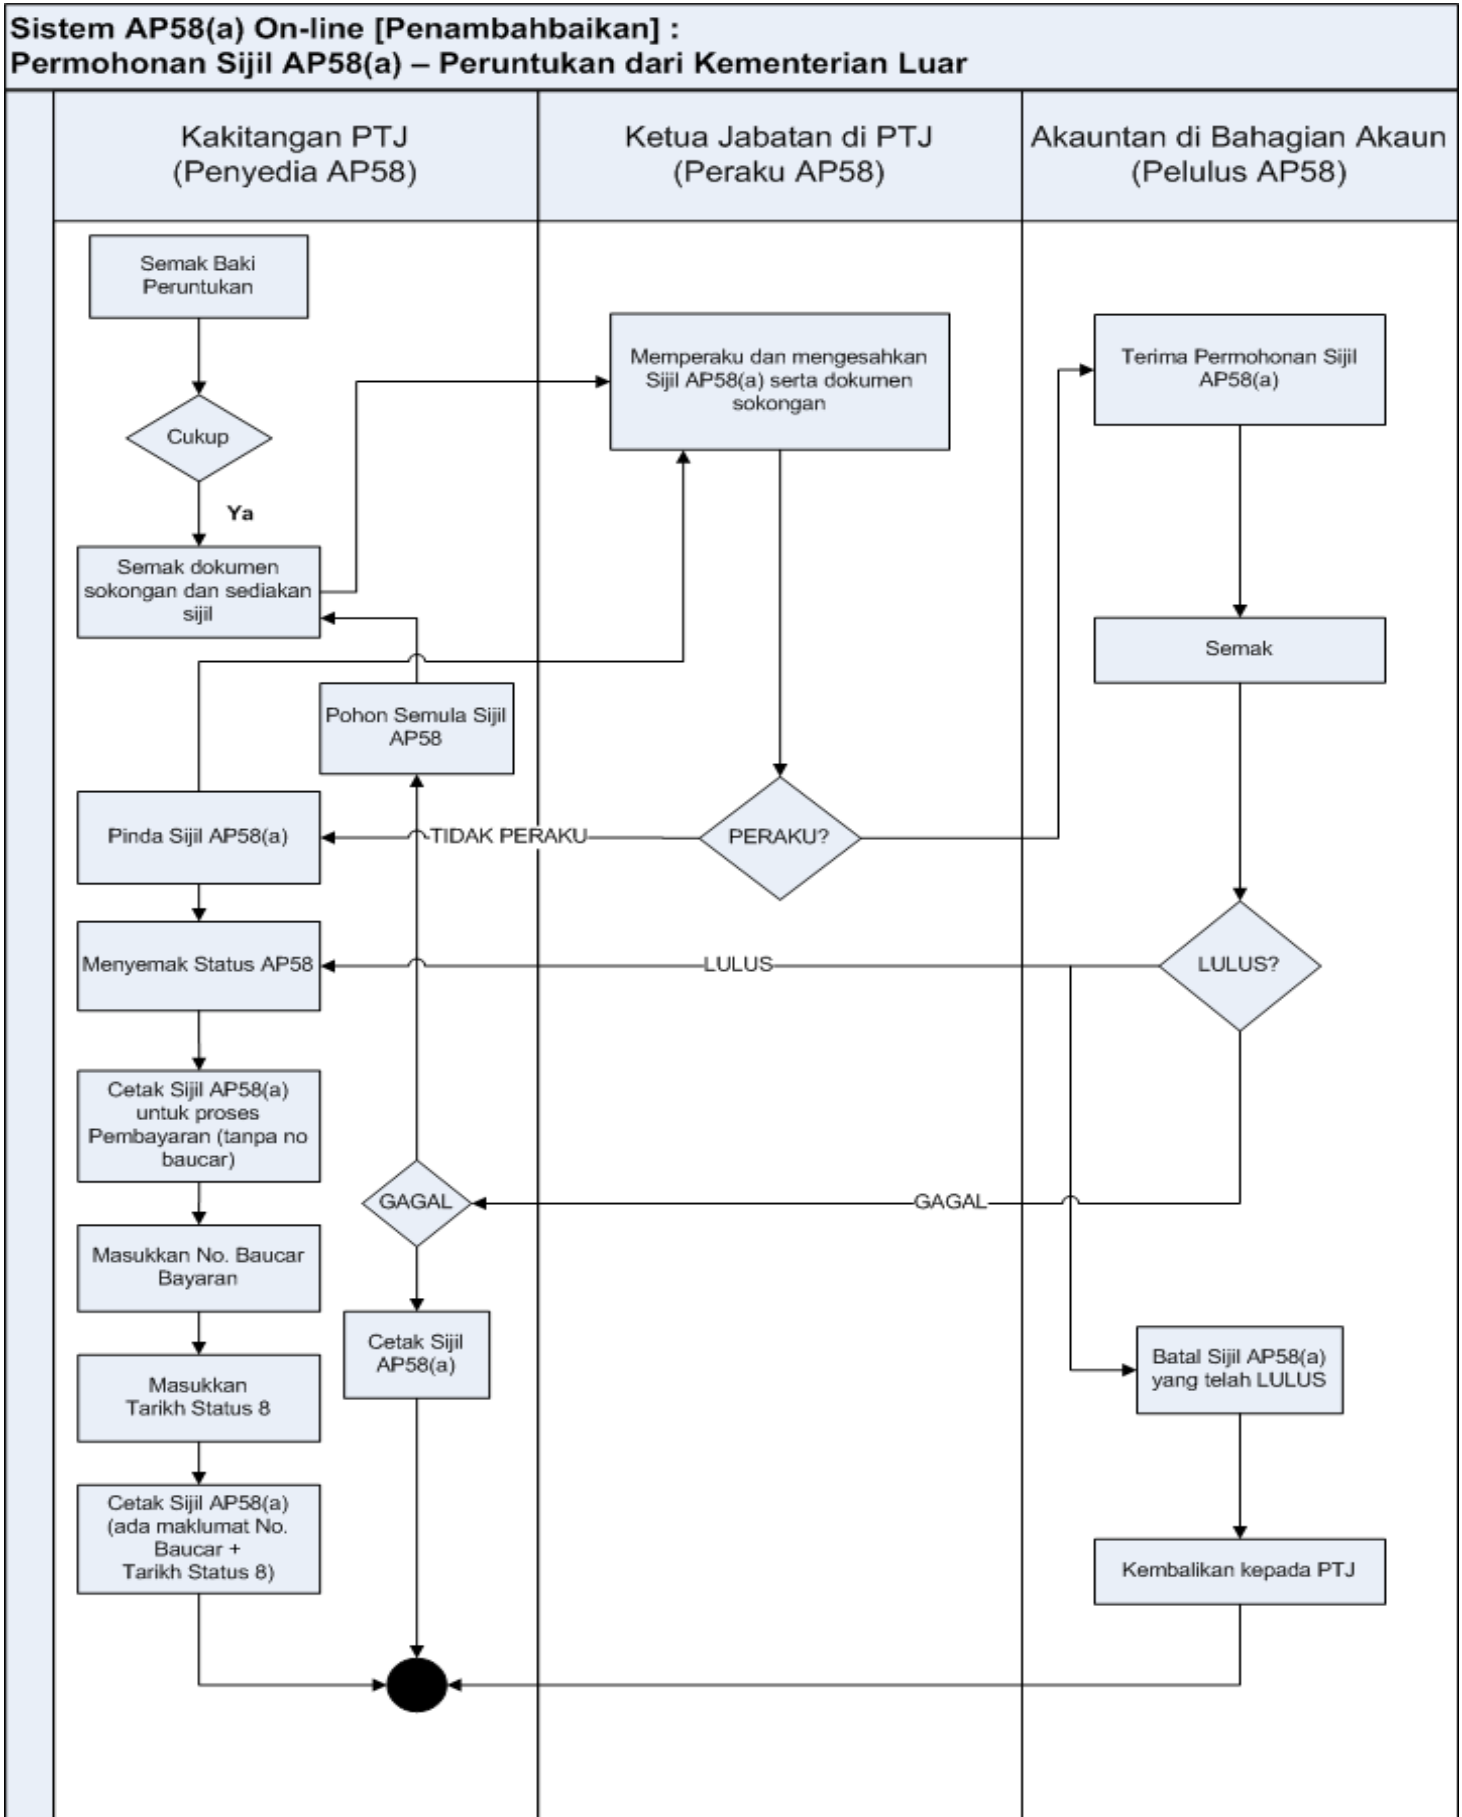 Sistem AP58(a) On-line [Penambahbaikan] :
Permohonan Sijil AP58(a) – Peruntukan dari Kementerian Luar
Kakitangan PTJ
(Penyedia AP58)
Ketua Jabatan di PTJ
(Peraku AP58)
Akauntan di Bahagian Akaun
(Pelulus AP58)
Semak Baki
Peruntukan
Cukup
Ya
Semak dokumen
sokongan dan sediakan
sijil
Memperaku dan mengesahkan
Sijil AP58(a) serta dokumen
sokongan
Terima Permohonan Sijil
AP58(a)
Semak
Pohon Semula Sijil
AP58
Pinda Sijil AP58(a)
TIDAK PERAKU
PERAKU?
Menyemak Status AP58
LULUS
LULUS?
Cetak Sijil AP58(a)
untuk proses
Pembayaran (tanpa no
baucar)
GAGAL
GAGAL
Masukkan No. Baucar
Bayaran
Cetak Sijil
AP58(a)
Masukkan
Tarikh Status 8
Batal Sijil AP58(a)
yang telah LULUS
Cetak Sijil AP58(a)
(ada maklumat No.
Baucar +
Tarikh Status 8)
Kembalikan kepada PTJ